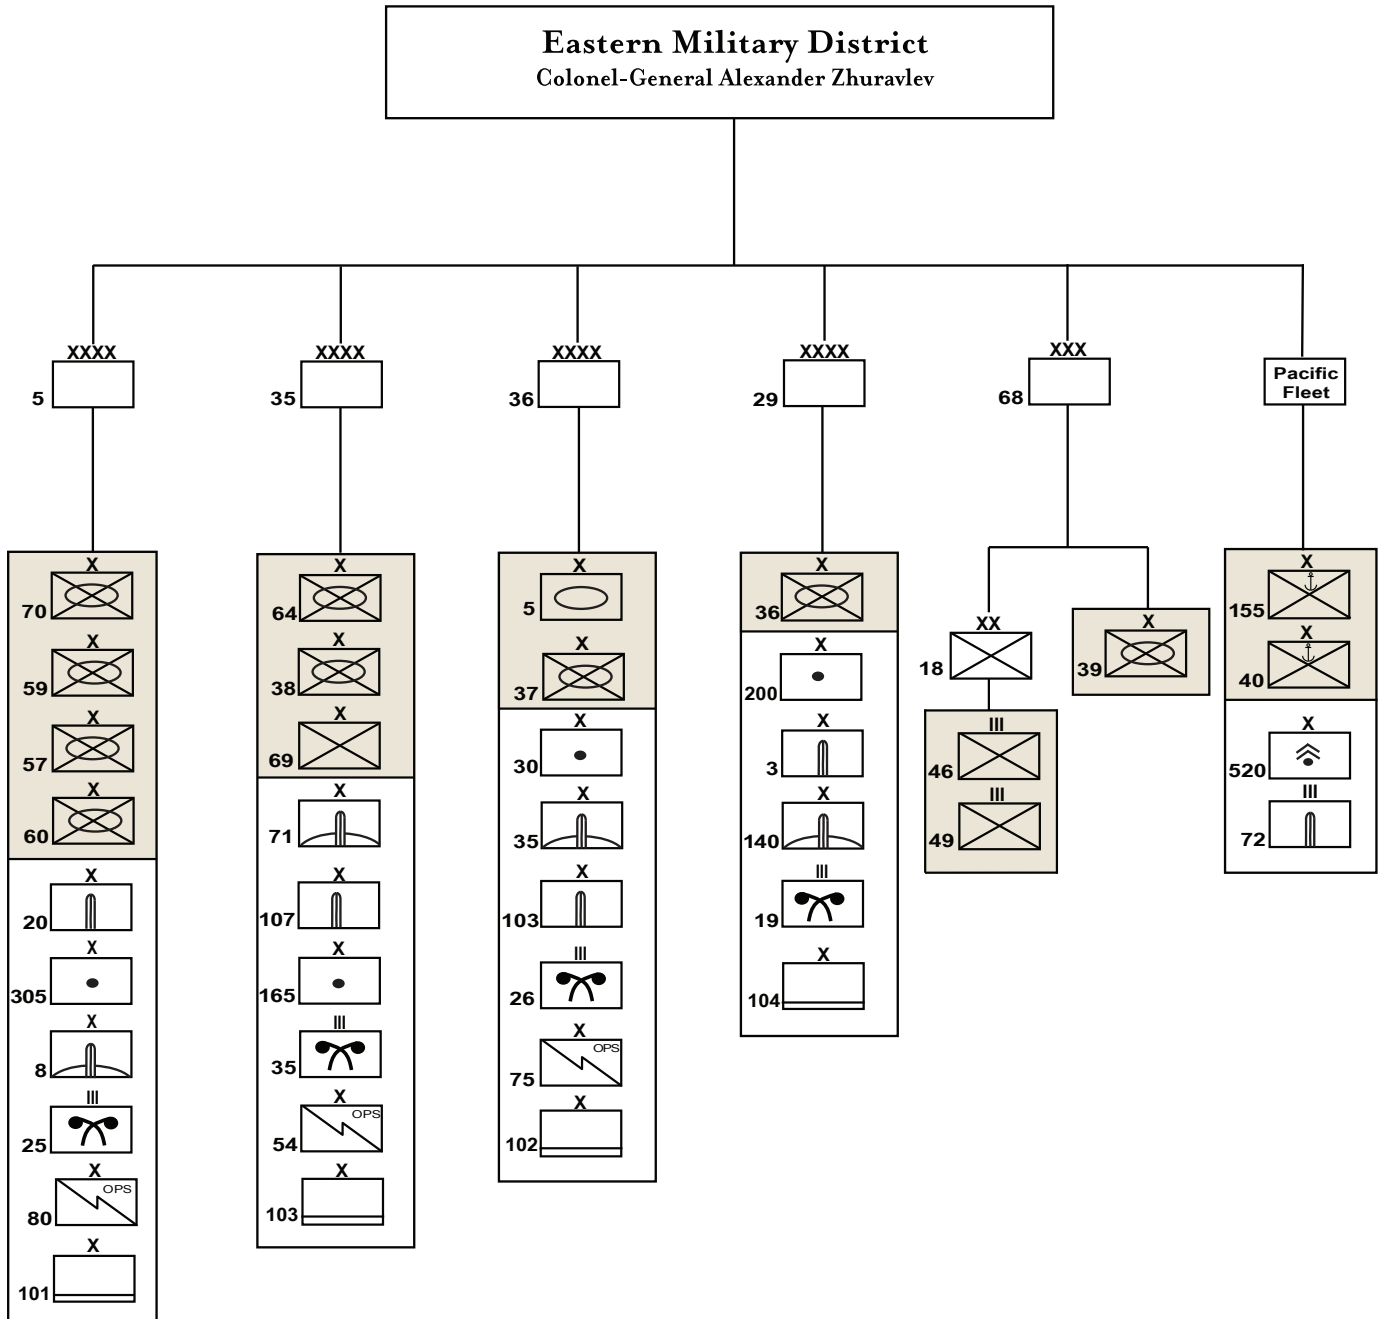 Eastern Military District
Colonel-General Alexander Zhuravlev
XXXX
5
XXXX
35
XXXX
36
XXXX
29
XXX
68
Pacific
Fleet
X
70
X
59
X
57
X
60
X
20
X
305
X
8
III
25
X
OPS
80
X
101
X
64
X
38
X
69
X
71
X
107
X
165
III
35
X
OPS
54
X
103
X
5
X
37
X
30
X
35
X
103
III
26
X
OPS
75
X
102
X
36
X
200
X
3
X
140
III
19
X
104
XX
18
III
46
III
49
X
39
X
155
X
40
X
520
III
72